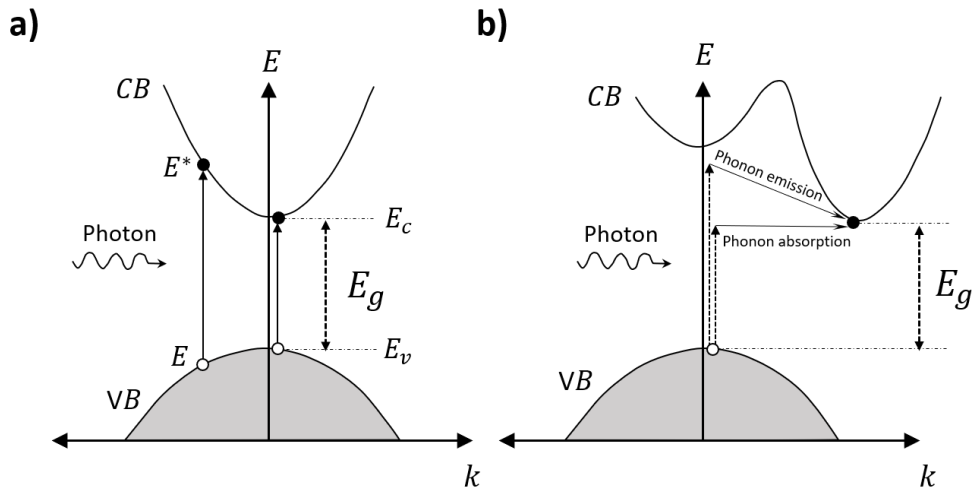 a)
E
CB
E*
E_c
Photon
E_g
E
E_v
VB
k
b)
E
CB
Phonon emission
Photon
Phonon absorption
E_g
VB
k